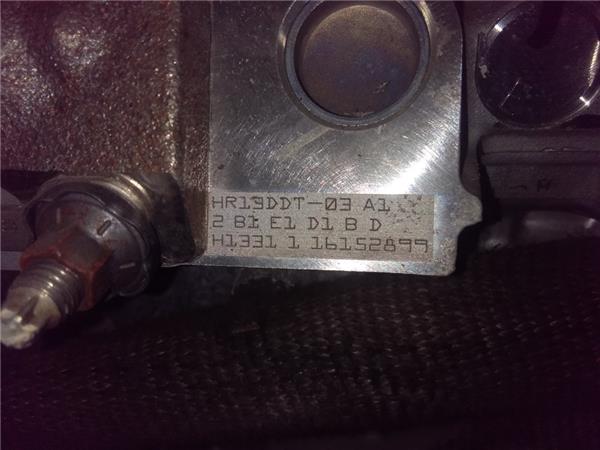 HR13DDT-03 A1
2 B1 E1 D1 B D
H1331 1 16152899